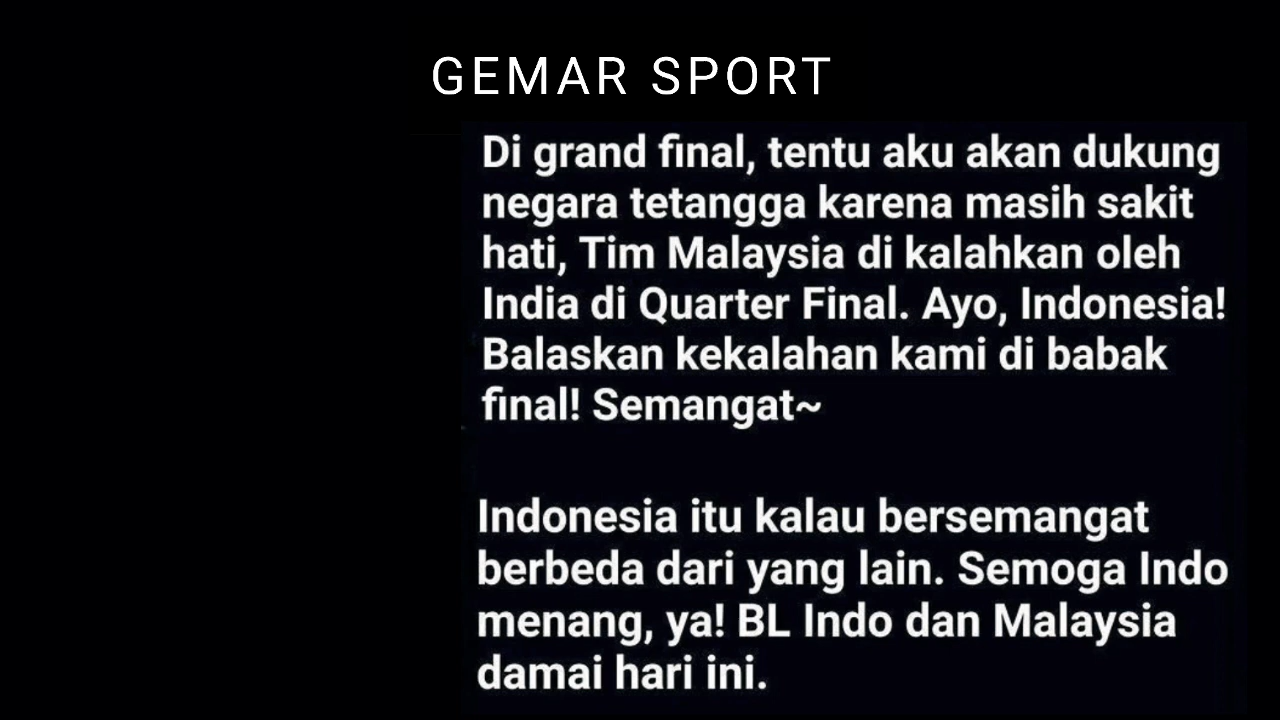 GEMAR SPORT
Di grand final, tentu aku akan dukung
negara tetangga karena masih sakit
hati, Tim Malaysia di kalahkan oleh
India di Quarter Final. Ayo, Indonesia!
Balaskan kekalahan kami di babak
final! Semangat~
Indonesia itu kalau bersemangat
berbeda dari yang lain. Semoga Indo
menang, ya! BL Indo dan Malaysia
damai hari ini.